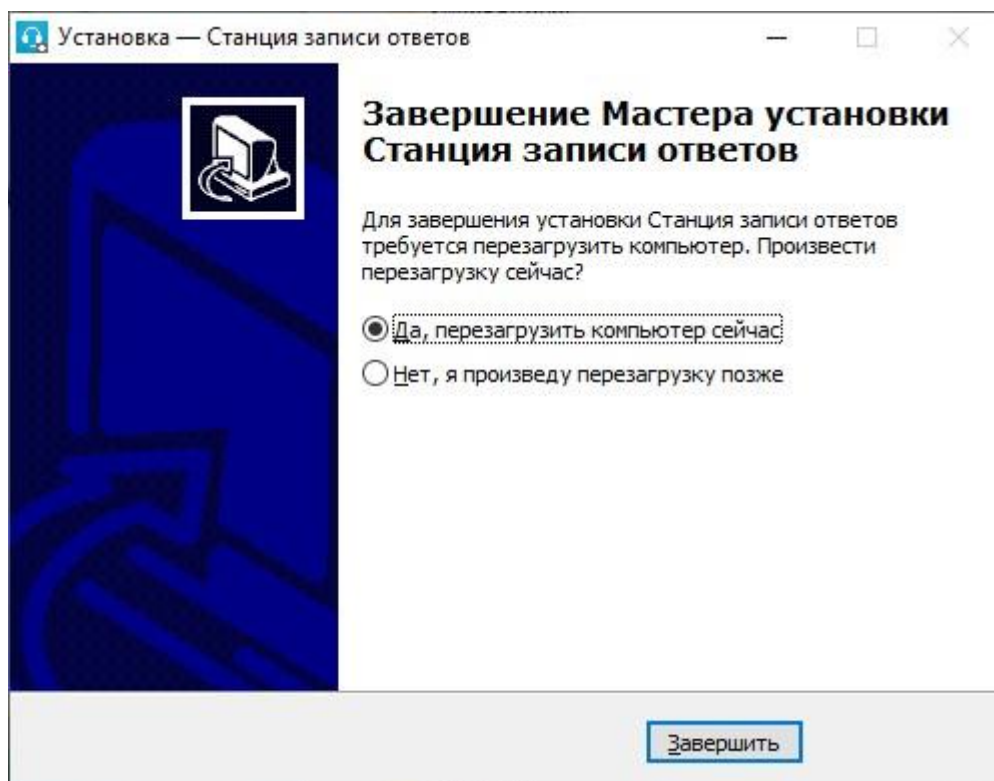 Установка — Станция записи ответов
Завершение Мастера установки
Станция записи ответов
Для завершения установки Станция записи ответов
требуется перезагрузить компьютер. Произвести
перезагрузку сейчас?
Да, перезагрузить компьютер сейчас
Нет, я произведу перезагрузку позже
Завершить